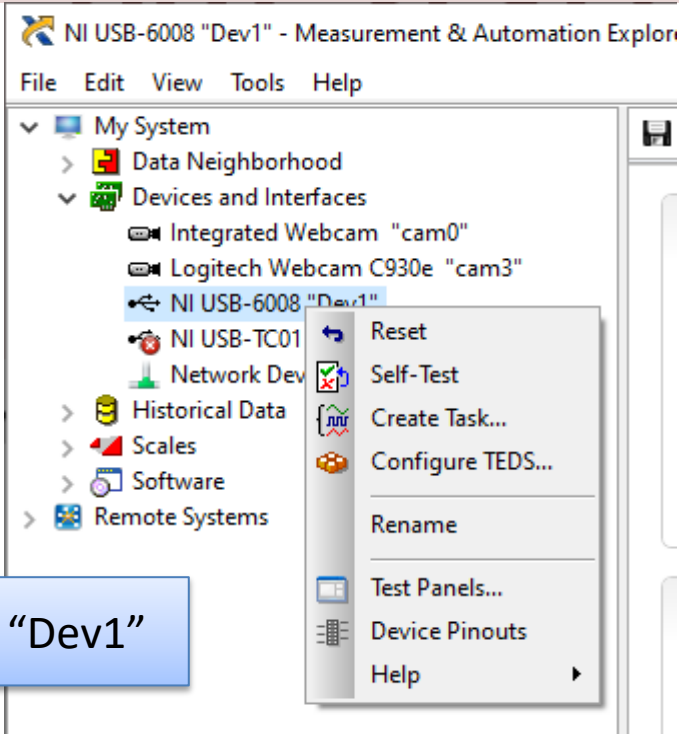 NI USB-6008 "Dev1" - Measurement & Automation Explore
File Edit View Tools Help
My System
Data Neighborhood
Devices and Interfaces
Integrated Webcam "cam0"
Logitech Webcam C930e "cam3"
NI USB-6008 "Dev1"
NI USB-TC01
Network Dev
Historical Data
Scales
Software
Remote Systems
Reset
Self-Test
Create Task...
Configure TEDS...
Rename
Test Panels...
Device Pinouts
Help
“Dev1”